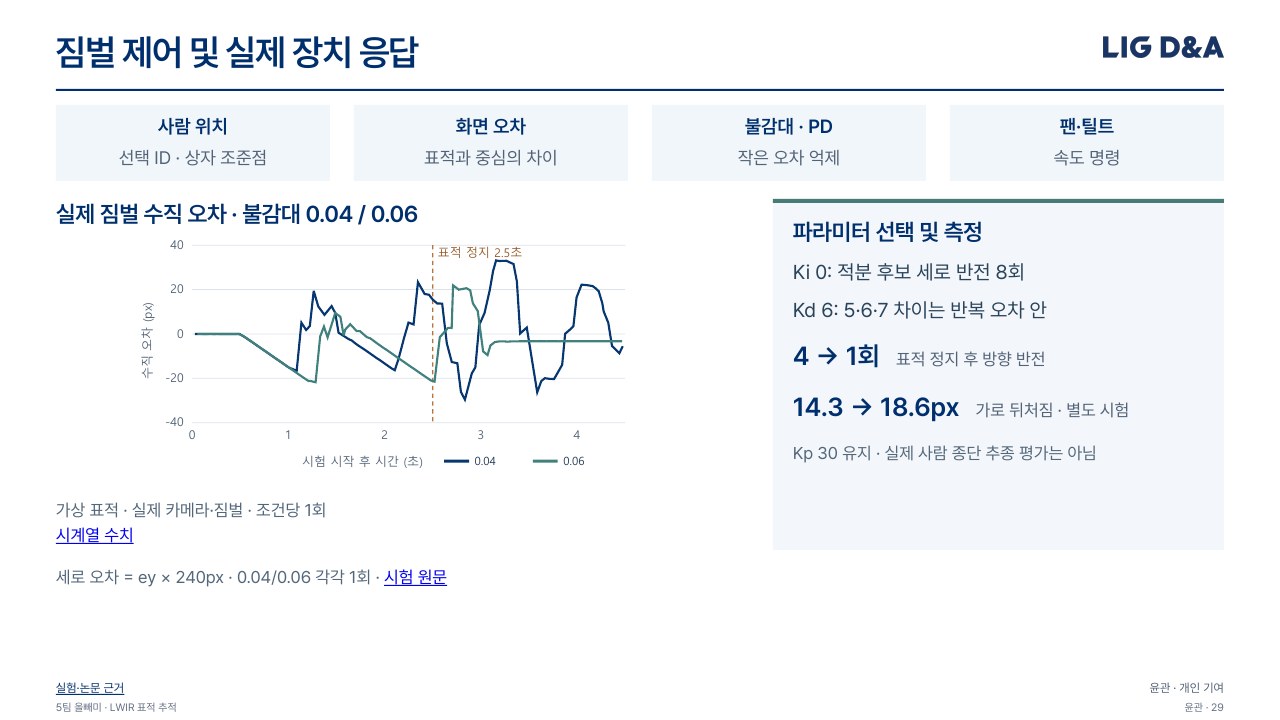 짐벌 제어 및 실제 장치 응답
LIG D&A
사람 위치
선택 ID · 상자 조준점
화면 오차
표적과 중심의 차이
불감대 · PD
작은 오차 억제
팬·틸트
속도 명령
실제 짐벌 수직 오차 · 불감대 0.04 / 0.06
수직 오차 (px)
40
20
0
-20
-40
표적 정지 2.5초
0
1
2
3
4
시험 시작 후 시간 (초)
0.04
0.06
가상 표적 · 실제 카메라·짐벌 · 조건당 1회
시계열 수치
세로 오차 = ey × 240px · 0.04/0.06 각각 1회 · 시험 원문
파라미터 선택 및 측정
Ki 0: 적분 후보 세로 반전 8회
Kd 6: 5·6·7 차이는 반복 오차 안
4 → 1회 표적 정지 후 방향 반전
14.3 → 18.6px 가로 뒤처짐 · 별도 시험
Kp 30 유지 · 실제 사람 종단 추종 평가는 아님
실험·논문 근거
5팀 올빼미 · LWIR 표적 추적
윤관 · 개인 기여
윤관 · 29